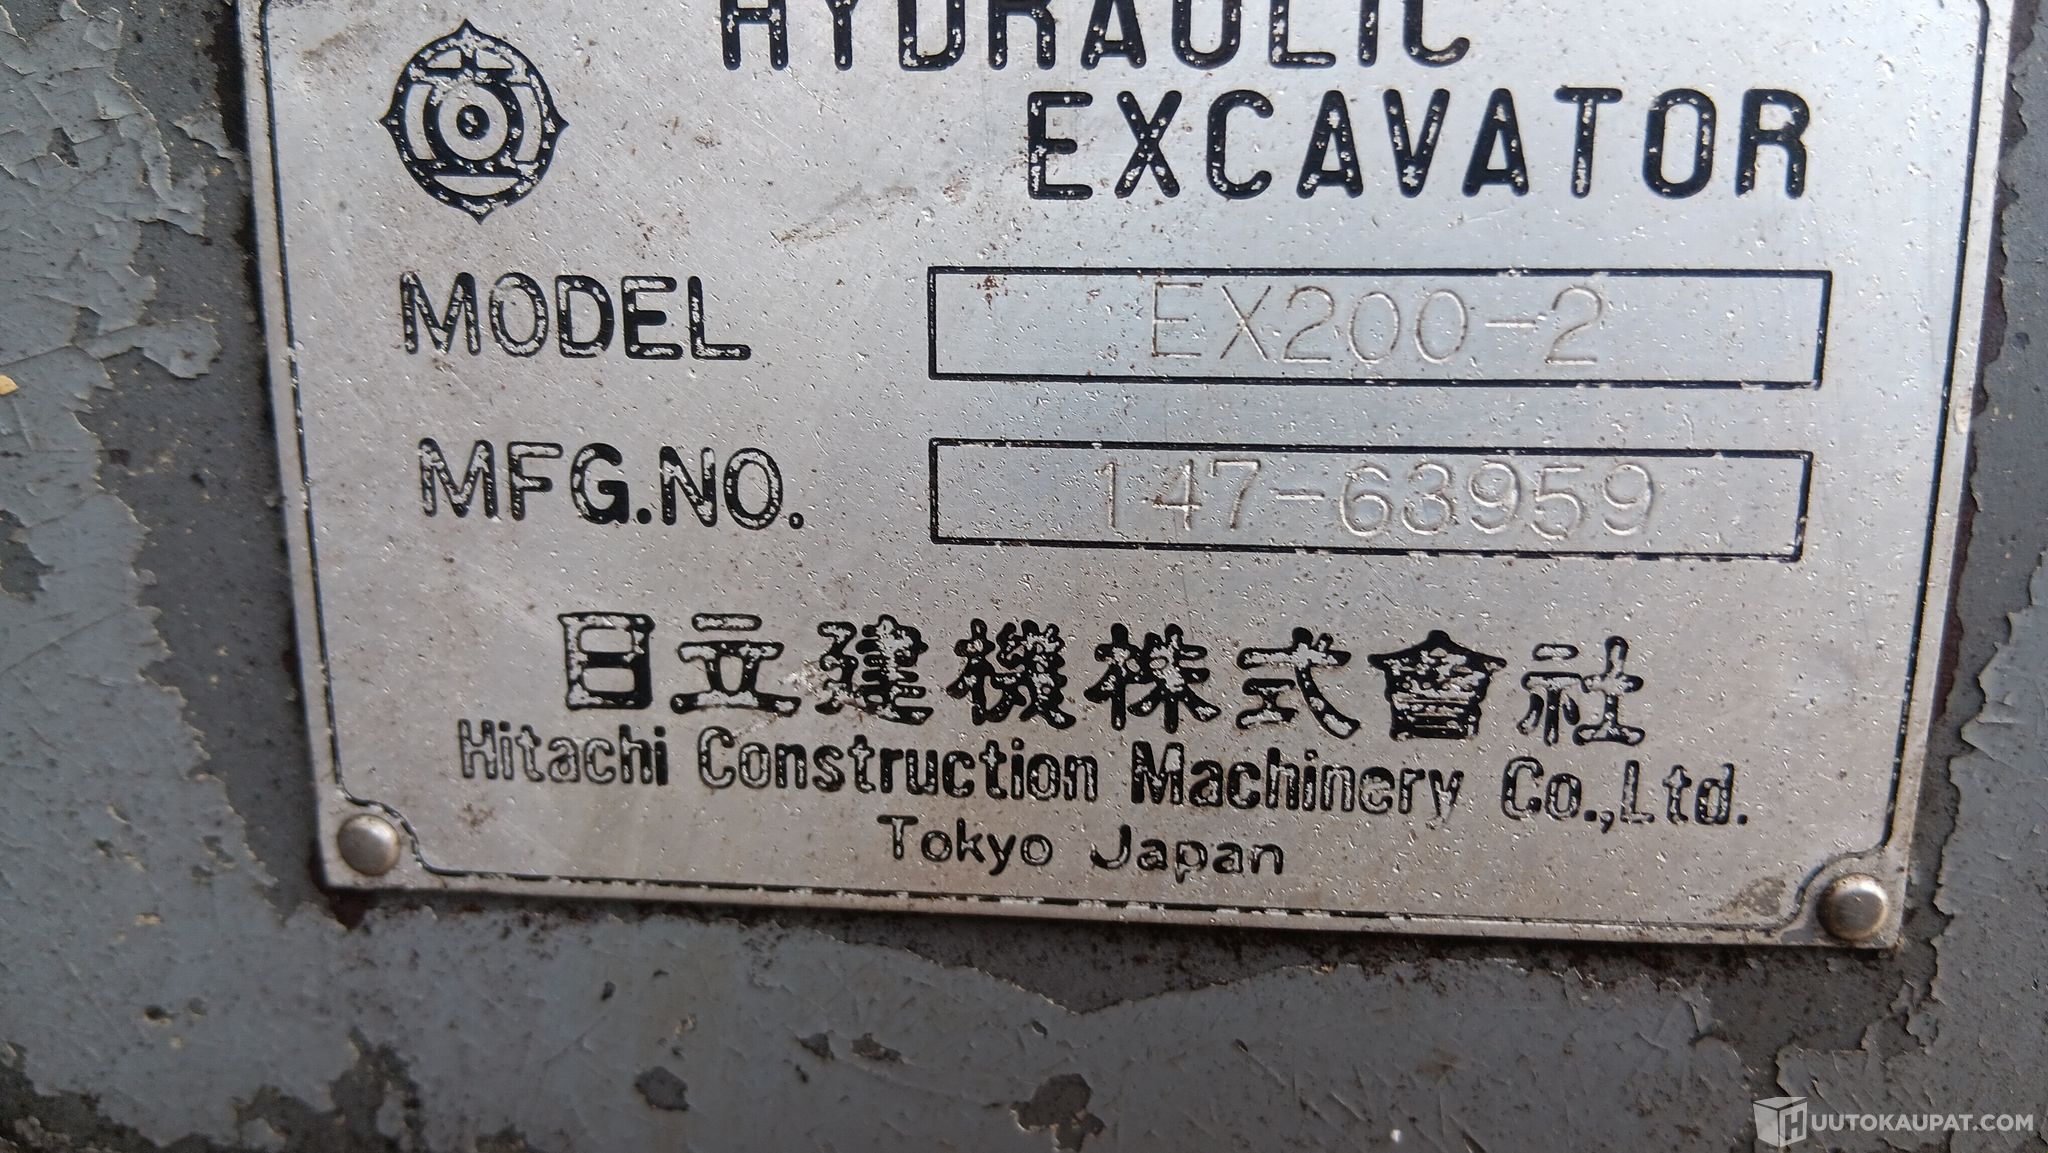 HYDRAULIC
EXCAVATOR
MODEL EX200-2
MFG.NO. 147-63959
日立建機株式會社
Hitachi Construction Machinery Co.,Ltd.
Tokyo Japan
HUUTOKAUPAT.COM